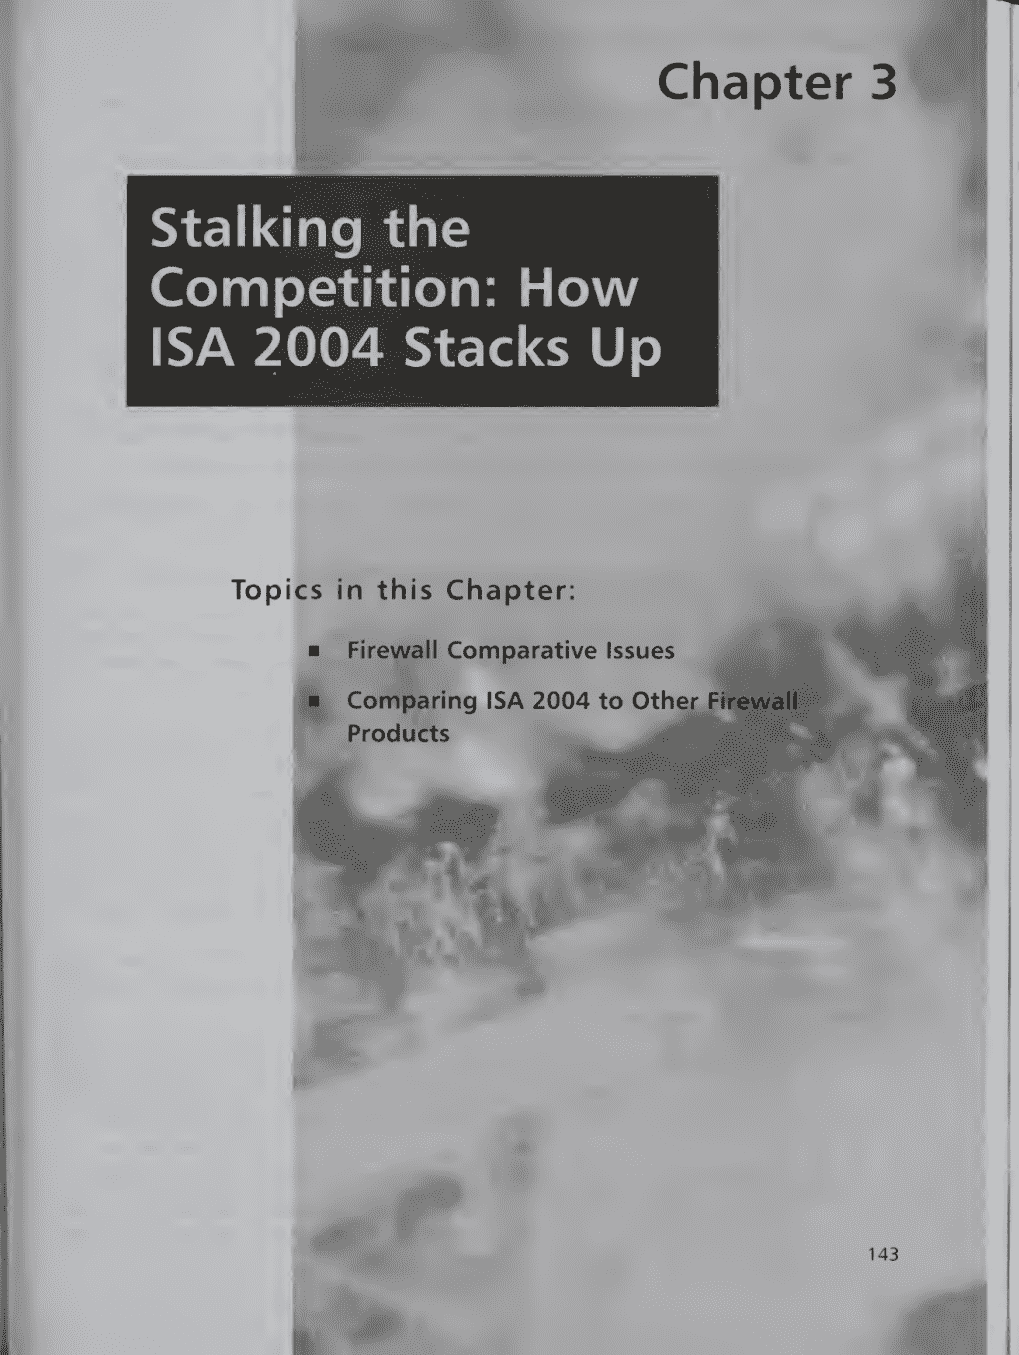 Chapter 3
Stalking the
Competition: How
ISA 2004 Stacks Up
Topics in this Chapter:
■ Firewall Comparative Issues
■ Comparing ISA 2004 to Other Firewall
Products
143